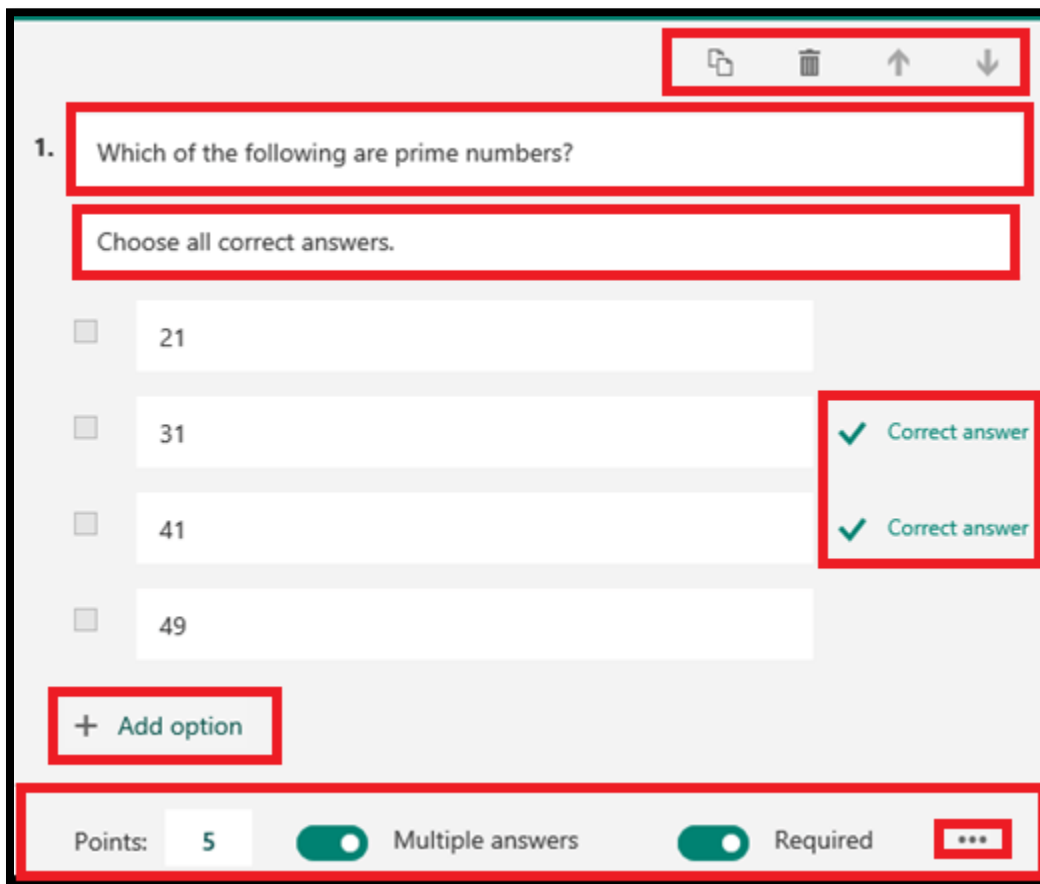 1. Which of the following are prime numbers?
Choose all correct answers.
21
31 Correct answer
41 Correct answer
49
+ Add option
Points: 5 Multiple answers Required •••